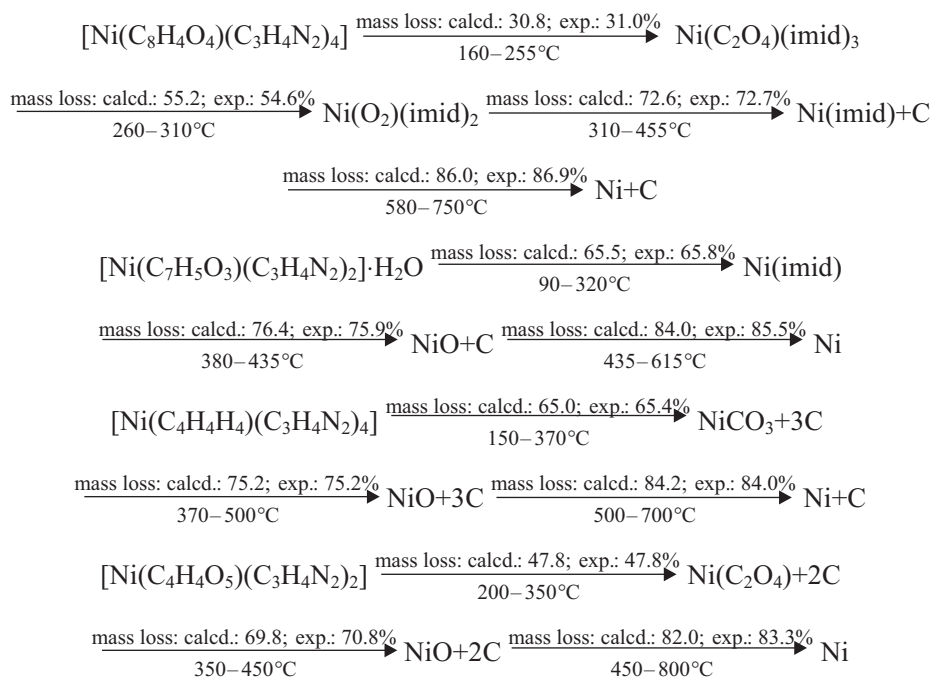 [Ni(C₈H₄O₄)(C₃H₄N₂)₄] mass loss: calcd.: 30.8; exp.: 31.0% 160–255°C Ni(C₂O₄)(imid)₃
mass loss: calcd.: 55.2; exp.: 54.6% 260–310°C Ni(O₂)(imid)₂ mass loss: calcd.: 72.6; exp.: 72.7% 310–455°C Ni(imid)+C
mass loss: calcd.: 86.0; exp.: 86.9% 580–750°C Ni+C
[Ni(C₇H₅O₃)(C₃H₄N₂)₂]·H₂O mass loss: calcd.: 65.5; exp.: 65.8% 90–320°C Ni(imid)
mass loss: calcd.: 76.4; exp.: 75.9% 380–435°C NiO+C mass loss: calcd.: 84.0; exp.: 85.5% 435–615°C Ni
[Ni(C₄H₄H₄)(C₃H₄N₂)₄] mass loss: calcd.: 65.0; exp.: 65.4% 150–370°C NiCO₃+3C
mass loss: calcd.: 75.2; exp.: 75.2% 370–500°C NiO+3C mass loss: calcd.: 84.2; exp.: 84.0% 500–700°C Ni+C
[Ni(C₄H₄O₅)(C₃H₄N₂)₂] mass loss: calcd.: 47.8; exp.: 47.8% 200–350°C Ni(C₂O₄)+2C
mass loss: calcd.: 69.8; exp.: 70.8% 350–450°C NiO+2C mass loss: calcd.: 82.0; exp.: 83.3% 450–800°C Ni